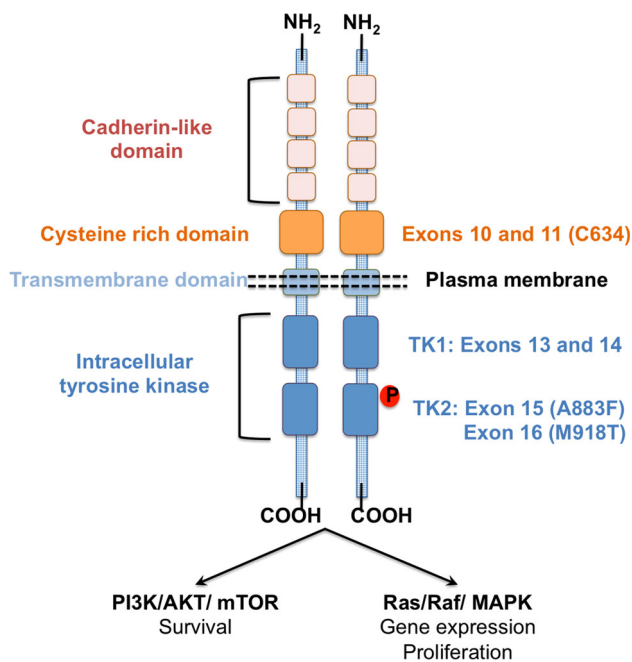 NH2 NH2
Cadherin-like
domain
Cysteine rich domain
Exons 10 and 11 (C634)
Transmembrane domain
Plasma membrane
Intracellular
tyrosine kinase
TK1: Exons 13 and 14
P
TK2: Exon 15 (A883F)
Exon 16 (M918T)
COOH COOH
PI3K/AKT/ mTOR
Survival
Ras/Raf/ MAPK
Gene expression
Proliferation